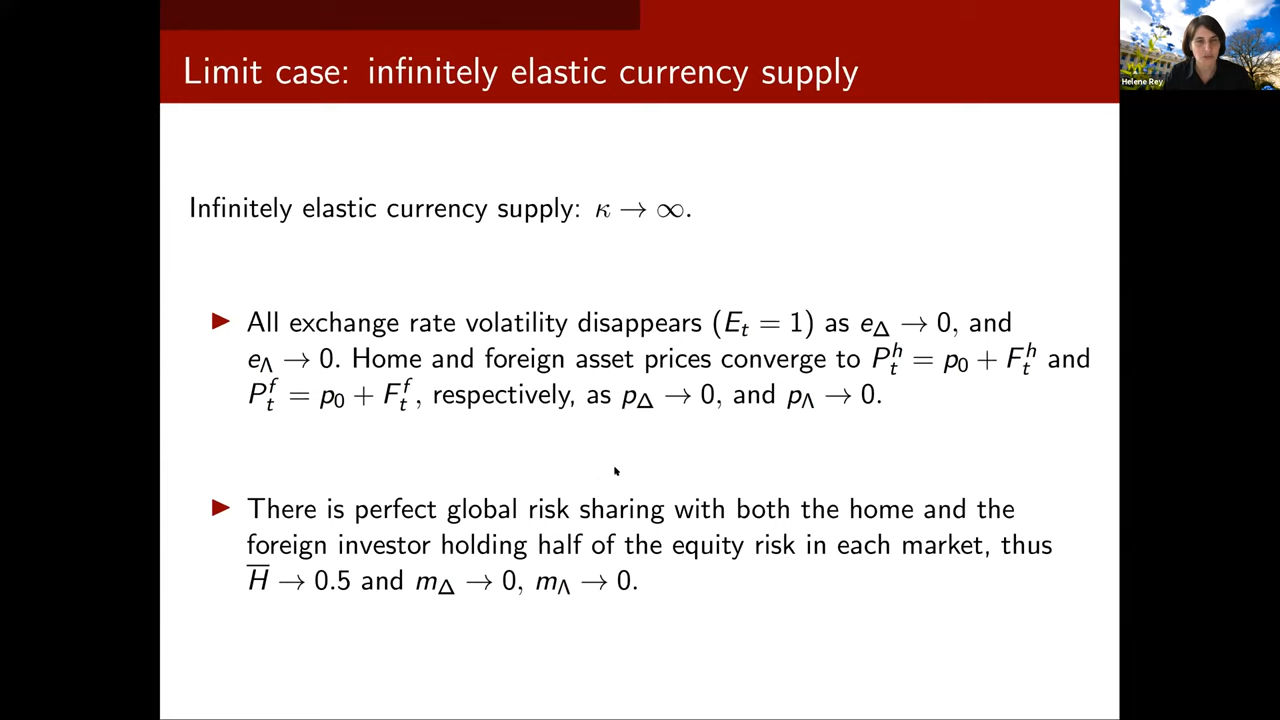 Limit case: infinitely elastic currency supply
Helene Rey
Infinitely elastic currency supply: κ → ∞.
▶ All exchange rate volatility disappears (E_t = 1) as e_Δ → 0, and
e_Λ → 0. Home and foreign asset prices converge to P_t^h = p_0 + F_t^h and
P_t^f = p_0 + F_t^f, respectively, as p_Δ → 0, and p_Λ → 0.
▶ There is perfect global risk sharing with both the home and the
foreign investor holding half of the equity risk in each market, thus
H̅ → 0.5 and m_Δ → 0, m_Λ → 0.